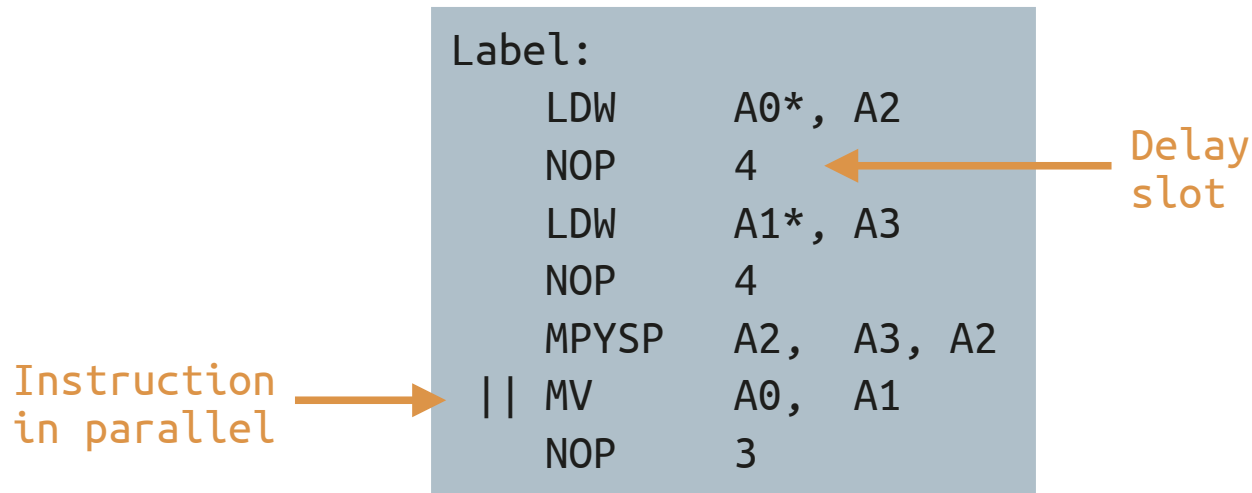 Label:
LDW A0*, A2
NOP 4
LDW A1*, A3
NOP 4
MPYSP A2, A3, A2
|| MV A0, A1
NOP 3
Delay
slot
Instruction
in parallel